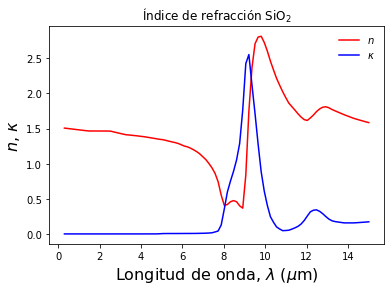 Índice de refracción SiO₂
n, κ
2.5
2.0
1.5
1.0
0.5
0.0
n
κ
0 2 4 6 8 10 12 14
Longitud de onda, λ (μm)